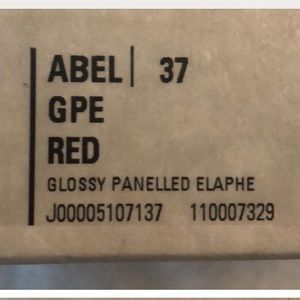 ABEL 37
GPE
RED
GLOSSY PANELLED ELAPHE
J00005107137 110007329